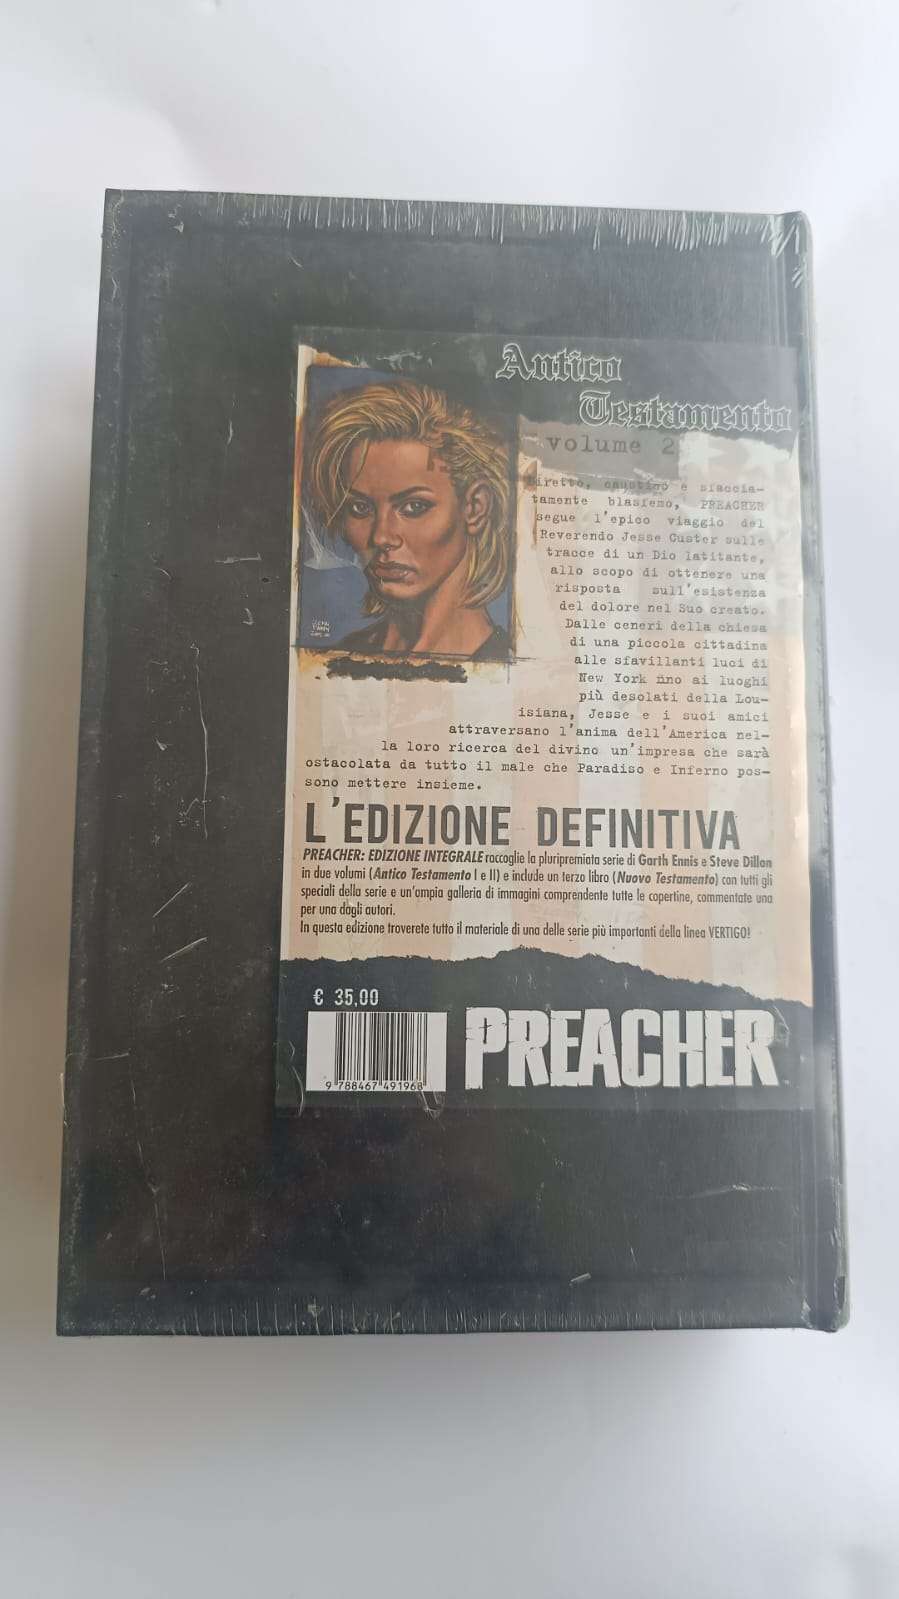 Antico
Testamento
volume 2
Diretto, caustico e sfaccia-
tamente blasfemo, PREACHER
segue l'epico viaggio del
Reverendo Jesse Custer sulle
tracce di un Dio latitante,
allo scopo di ottenere una
risposta sull'esistenza
del dolore nel Suo creato.
Dalle ceneri della chiesa
di una piccola cittadina
alle sfavillanti luci di
New York fino ai luoghi
più desolati della Lou-
isiana, Jesse e i suoi amici
attraversano l'anima dell'America nel-
la loro ricerca del divino un'impresa che sarà
ostacolata da tutto il male che Paradiso e Inferno pos-
sono mettere insieme.
L'EDIZIONE DEFINITIVA
PREACHER: EDIZIONE INTEGRALE raccoglie la pluripremiata serie di Garth Ennis e Steve Dillon
in due volumi (Antico Testamento I e II) e include un terzo libro (Nuovo Testamento) con tutti gli
speciali della serie e un'ampia galleria di immagini comprendente tutte le copertine, commentate una
per una dagli autori.
In questa edizione troverete tutto il materiale di una delle serie più importanti della linea VERTIGO!
€ 35,00
PREACHER
9 788467 491968